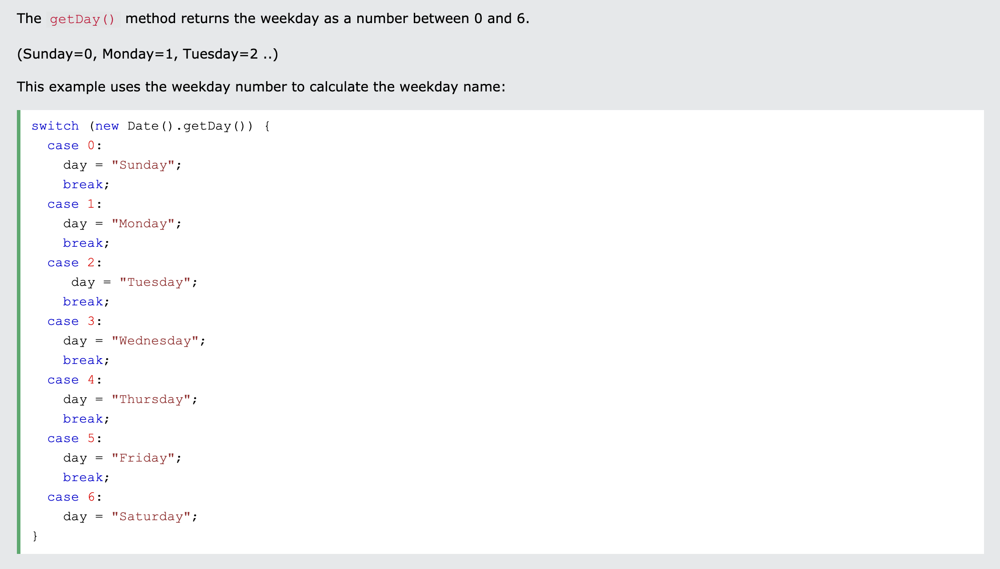 The getDay() method returns the weekday as a number between 0 and 6.
(Sunday=0, Monday=1, Tuesday=2 ..)
This example uses the weekday number to calculate the weekday name:
switch (new Date().getDay()) {
  case 0:
    day = "Sunday";
    break;
  case 1:
    day = "Monday";
    break;
  case 2:
     day = "Tuesday";
    break;
  case 3:
    day = "Wednesday";
    break;
  case 4:
    day = "Thursday";
    break;
  case 5:
    day = "Friday";
    break;
  case 6:
    day = "Saturday";
}